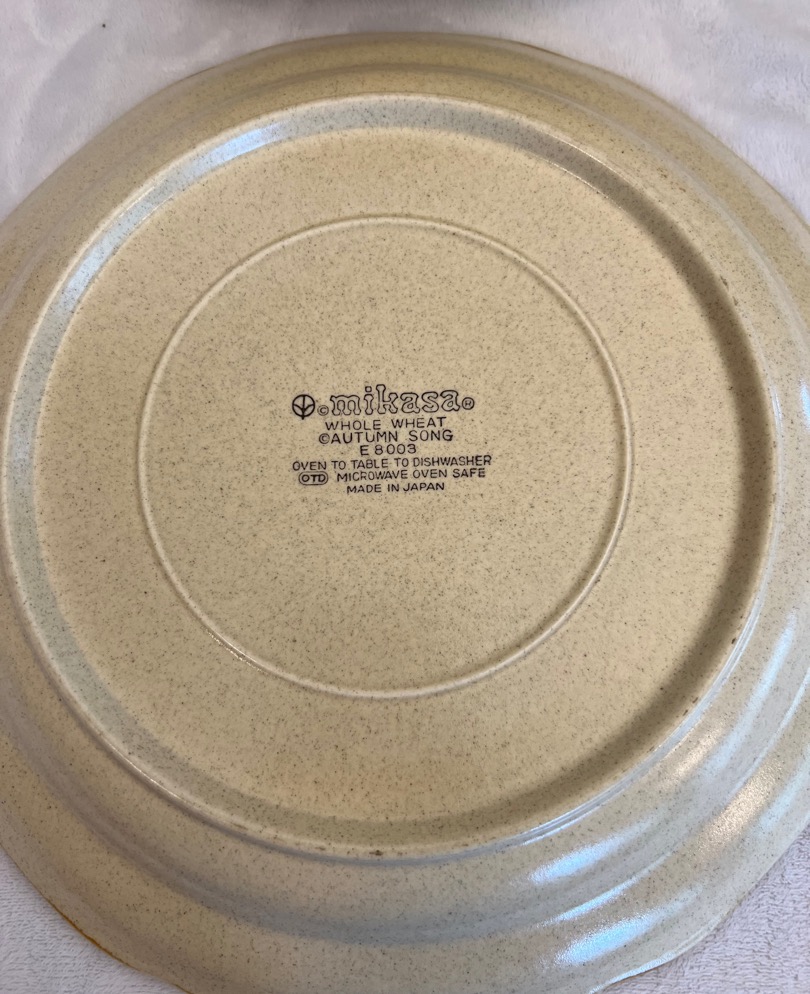 © mikasa ®
WHOLE WHEAT
© AUTUMN SONG
E 8003
OVEN TO TABLE TO DISHWASHER
OTD MICROWAVE OVEN SAFE
MADE IN JAPAN